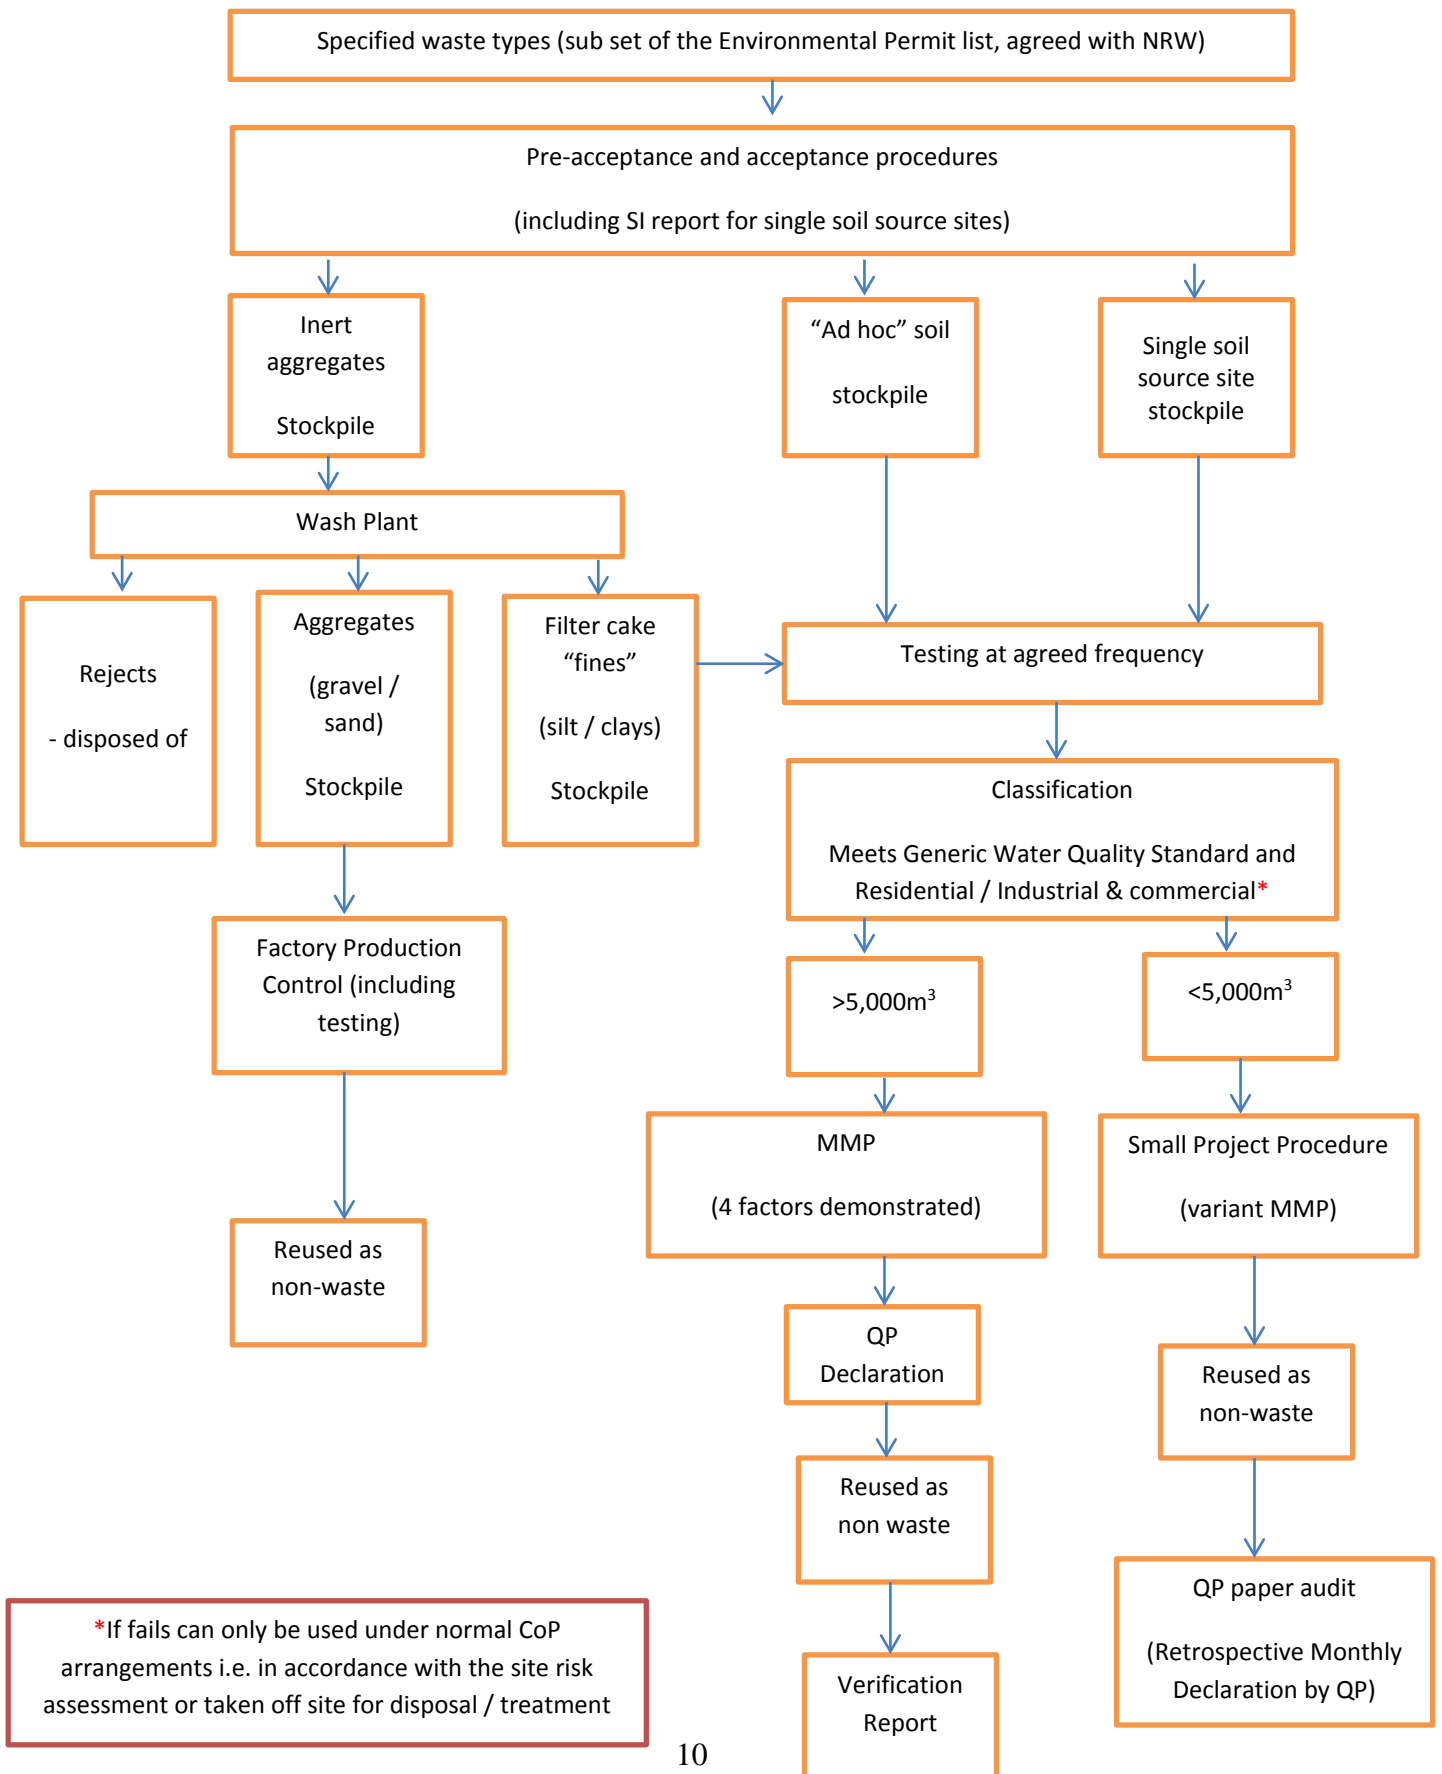 Specified waste types (sub set of the Environmental Permit list, agreed with NRW)
Pre-acceptance and acceptance procedures
(including SI report for single soil source sites)
Inert
aggregates
Stockpile
“Ad hoc” soil
stockpile
Single soil
source site
stockpile
Wash Plant
Rejects
- disposed of
Aggregates
(gravel /
sand)
Stockpile
Filter cake
“fines”
(silt / clays)
Stockpile
Testing at agreed frequency
Classification
Meets Generic Water Quality Standard and
Residential / Industrial & commercial*
Factory Production
Control (including
testing)
>5,000m³
<5,000m³
MMP
(4 factors demonstrated)
Small Project Procedure
(variant MMP)
Reused as
non-waste
QP
Declaration
Reused as
non-waste
Reused as
non waste
QP paper audit
(Retrospective Monthly
Declaration by QP)
*If fails can only be used under normal CoP
arrangements i.e. in accordance with the site risk
assessment or taken off site for disposal / treatment
Verification
Report
10